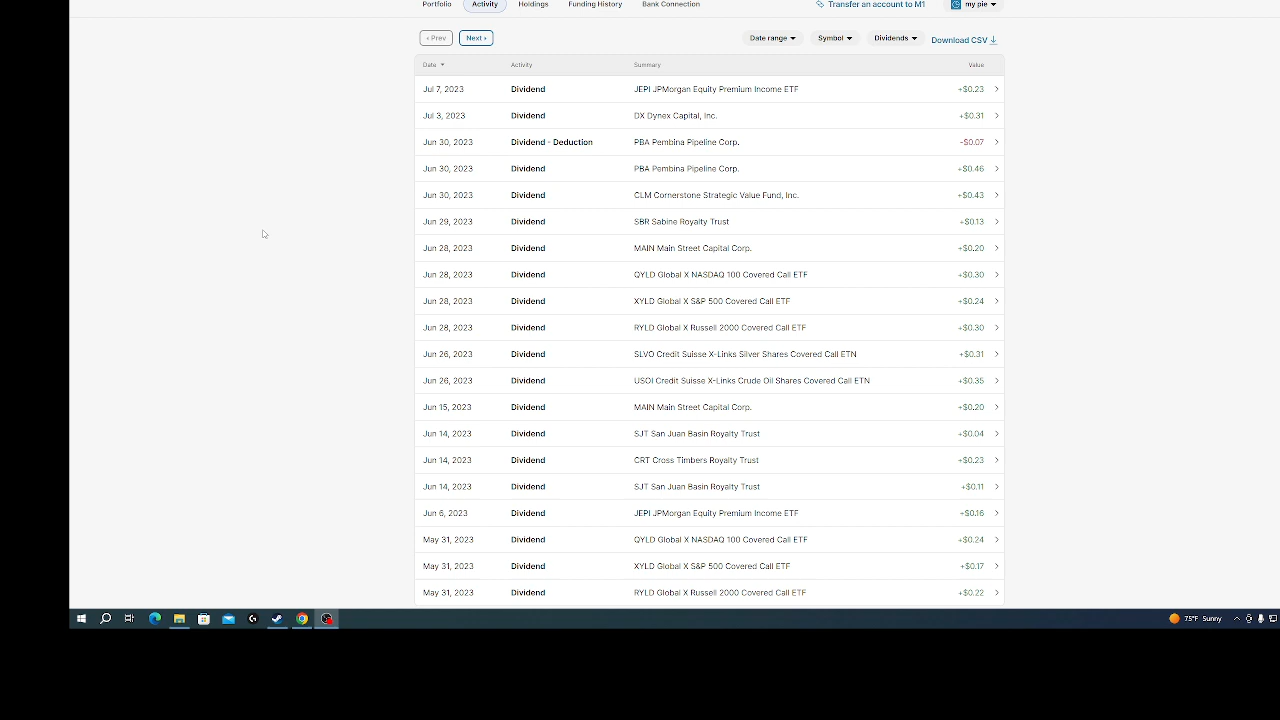 Portfolio Activity Holdings Funding History Bank Connection Transfer an account to M1 my pie
‹ Prev Next › Date range Symbol Dividends Download CSV
Date Activity Summary Value
Jul 7, 2023 Dividend JEPI JPMorgan Equity Premium Income ETF +$0.23
Jul 3, 2023 Dividend DX Dynex Capital, Inc. +$0.31
Jun 30, 2023 Dividend - Deduction PBA Pembina Pipeline Corp. -$0.07
Jun 30, 2023 Dividend PBA Pembina Pipeline Corp. +$0.46
Jun 30, 2023 Dividend CLM Cornerstone Strategic Value Fund, Inc. +$0.43
Jun 29, 2023 Dividend SBR Sabine Royalty Trust +$0.13
Jun 28, 2023 Dividend MAIN Main Street Capital Corp. +$0.20
Jun 28, 2023 Dividend QYLD Global X NASDAQ 100 Covered Call ETF +$0.30
Jun 28, 2023 Dividend XYLD Global X S&P 500 Covered Call ETF +$0.24
Jun 28, 2023 Dividend RYLD Global X Russell 2000 Covered Call ETF +$0.30
Jun 26, 2023 Dividend SLVO Credit Suisse X-Links Silver Shares Covered Call ETN +$0.31
Jun 26, 2023 Dividend USOI Credit Suisse X-Links Crude Oil Shares Covered Call ETN +$0.35
Jun 15, 2023 Dividend MAIN Main Street Capital Corp. +$0.20
Jun 14, 2023 Dividend SJT San Juan Basin Royalty Trust +$0.04
Jun 14, 2023 Dividend CRT Cross Timbers Royalty Trust +$0.23
Jun 14, 2023 Dividend SJT San Juan Basin Royalty Trust +$0.11
Jun 6, 2023 Dividend JEPI JPMorgan Equity Premium Income ETF +$0.16
May 31, 2023 Dividend QYLD Global X NASDAQ 100 Covered Call ETF +$0.24
May 31, 2023 Dividend XYLD Global X S&P 500 Covered Call ETF +$0.17
May 31, 2023 Dividend RYLD Global X Russell 2000 Covered Call ETF +$0.22
75°F Sunny